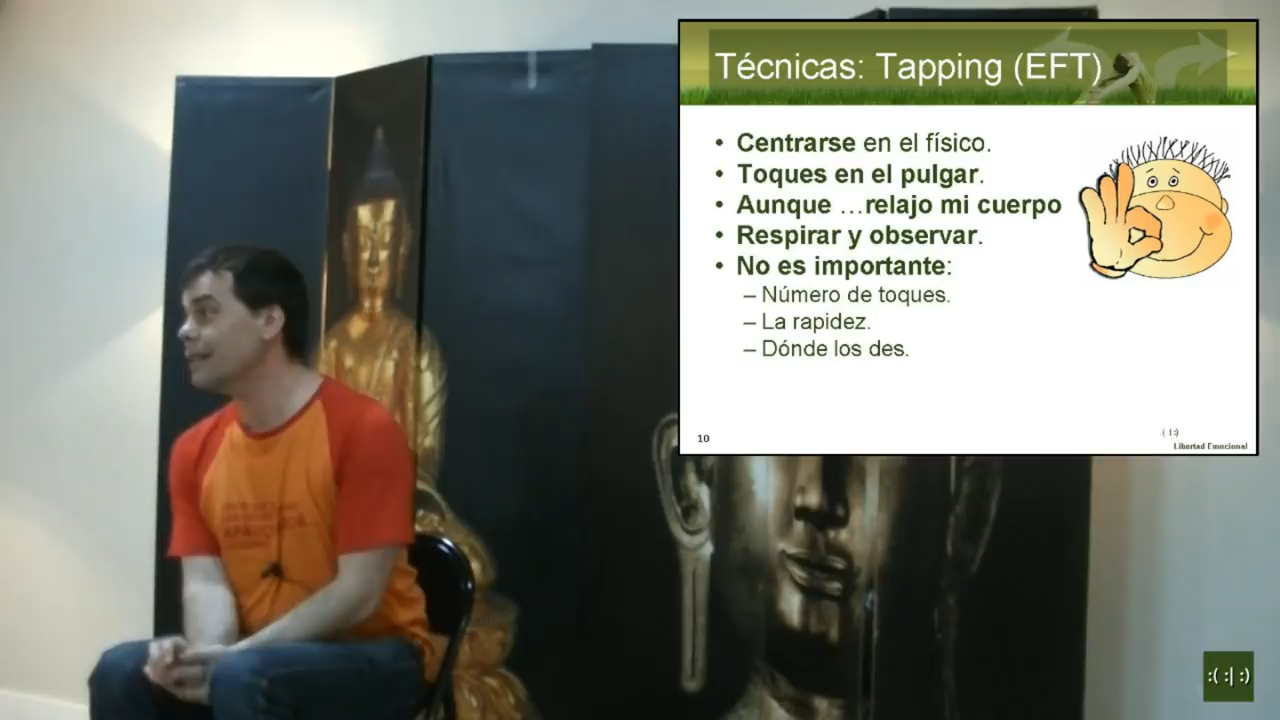 Técnicas: Tapping (EFT)
• Centrarse en el físico.
• Toques en el pulgar.
• Aunque …relajo mi cuerpo
• Respirar y observar.
• No es importante:
– Número de toques.
– La rapidez.
– Dónde los des.
10
:( |:)
Libertad Emocional
:( :| :)